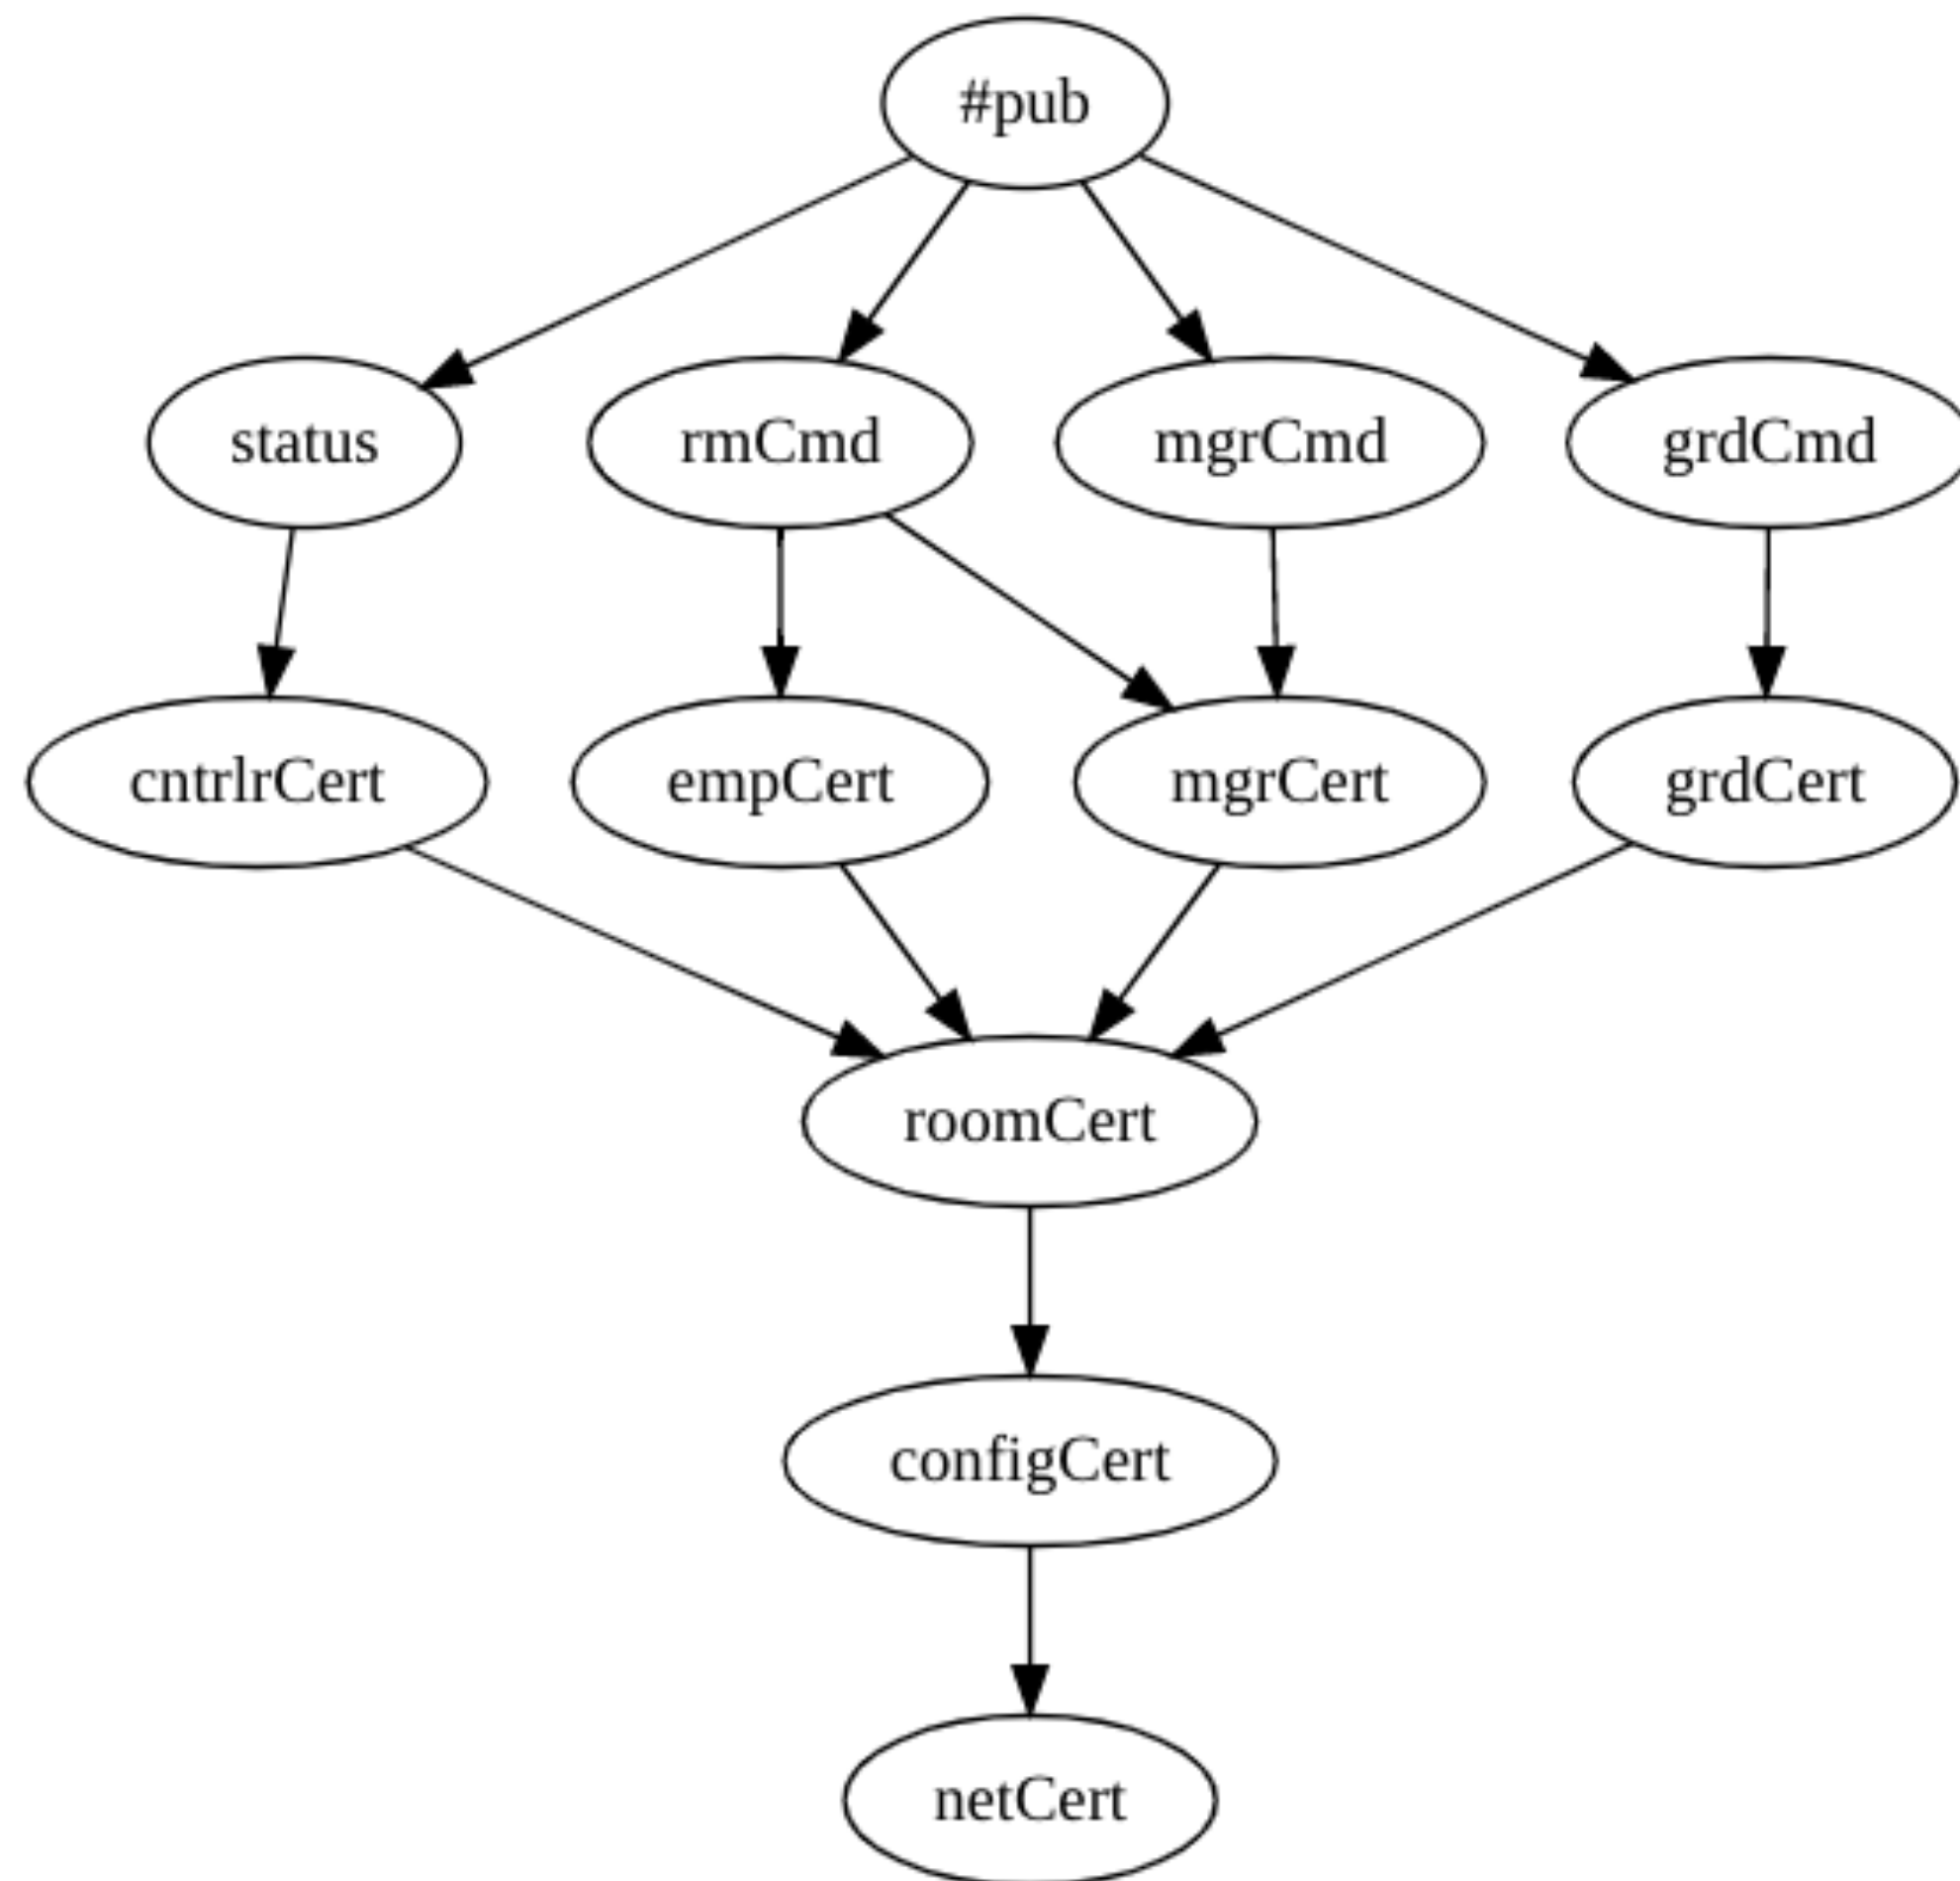 #pub
status
rmCmd
mgrCmd
grdCmd
cntrlrCert
empCert
mgrCert
grdCert
roomCert
configCert
netCert